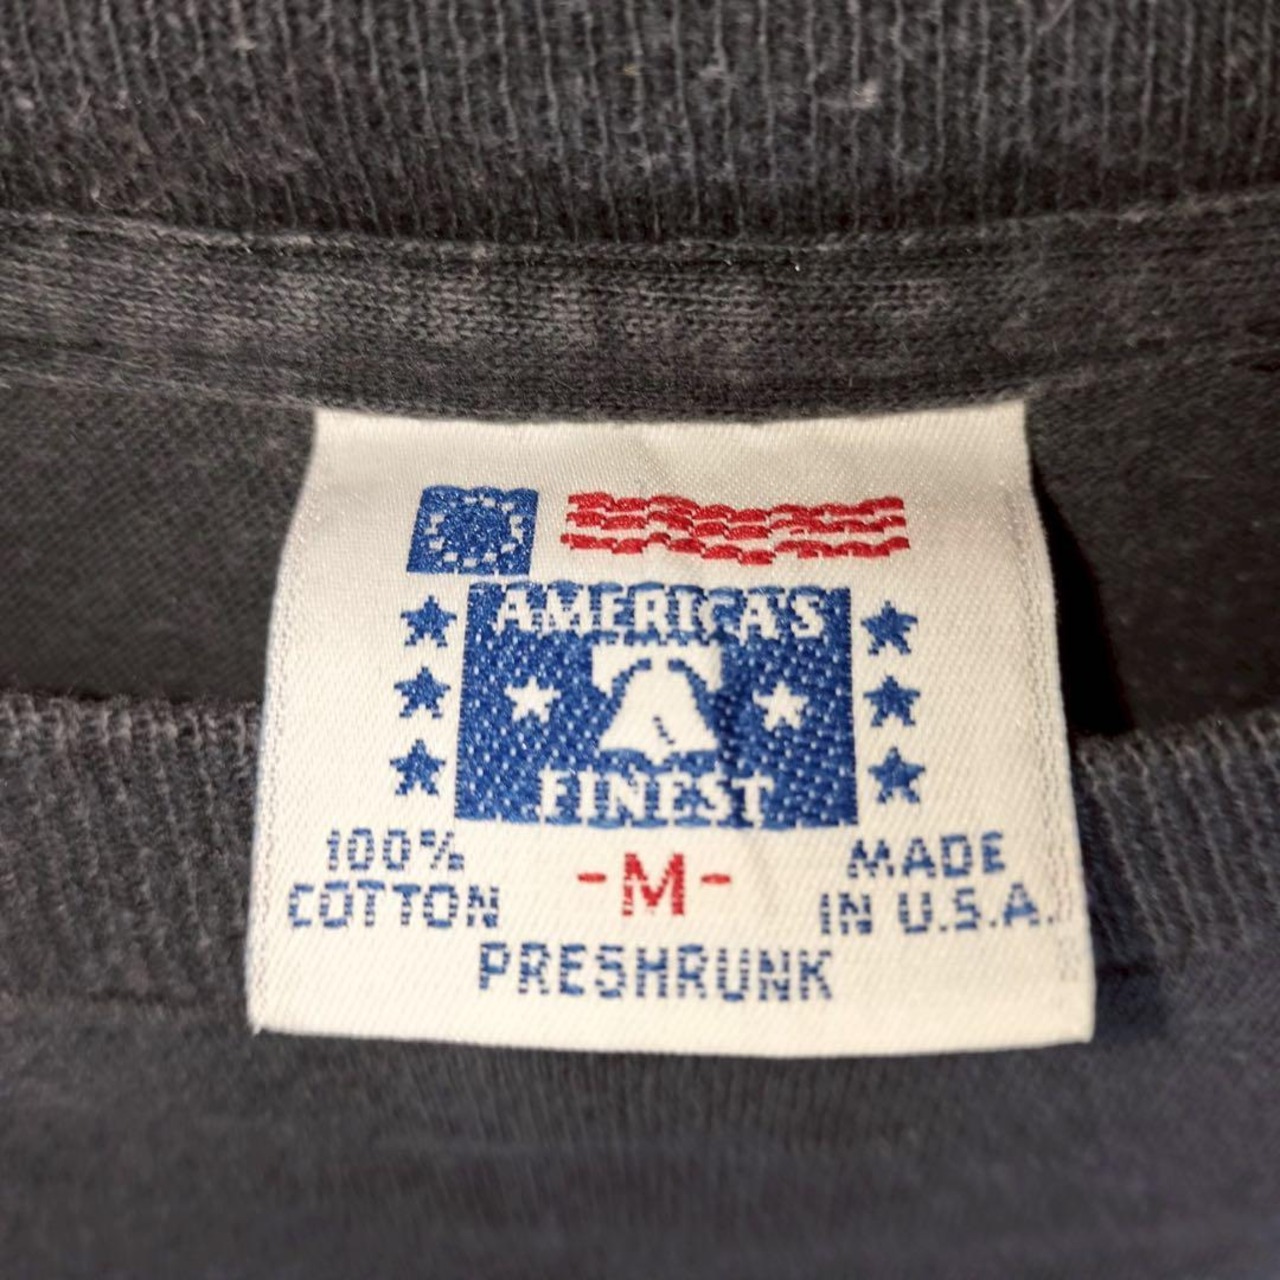 AMERICA'S
FINEST
100%
COTTON
-M-
MADE
IN U.S.A.
PRESHRUNK